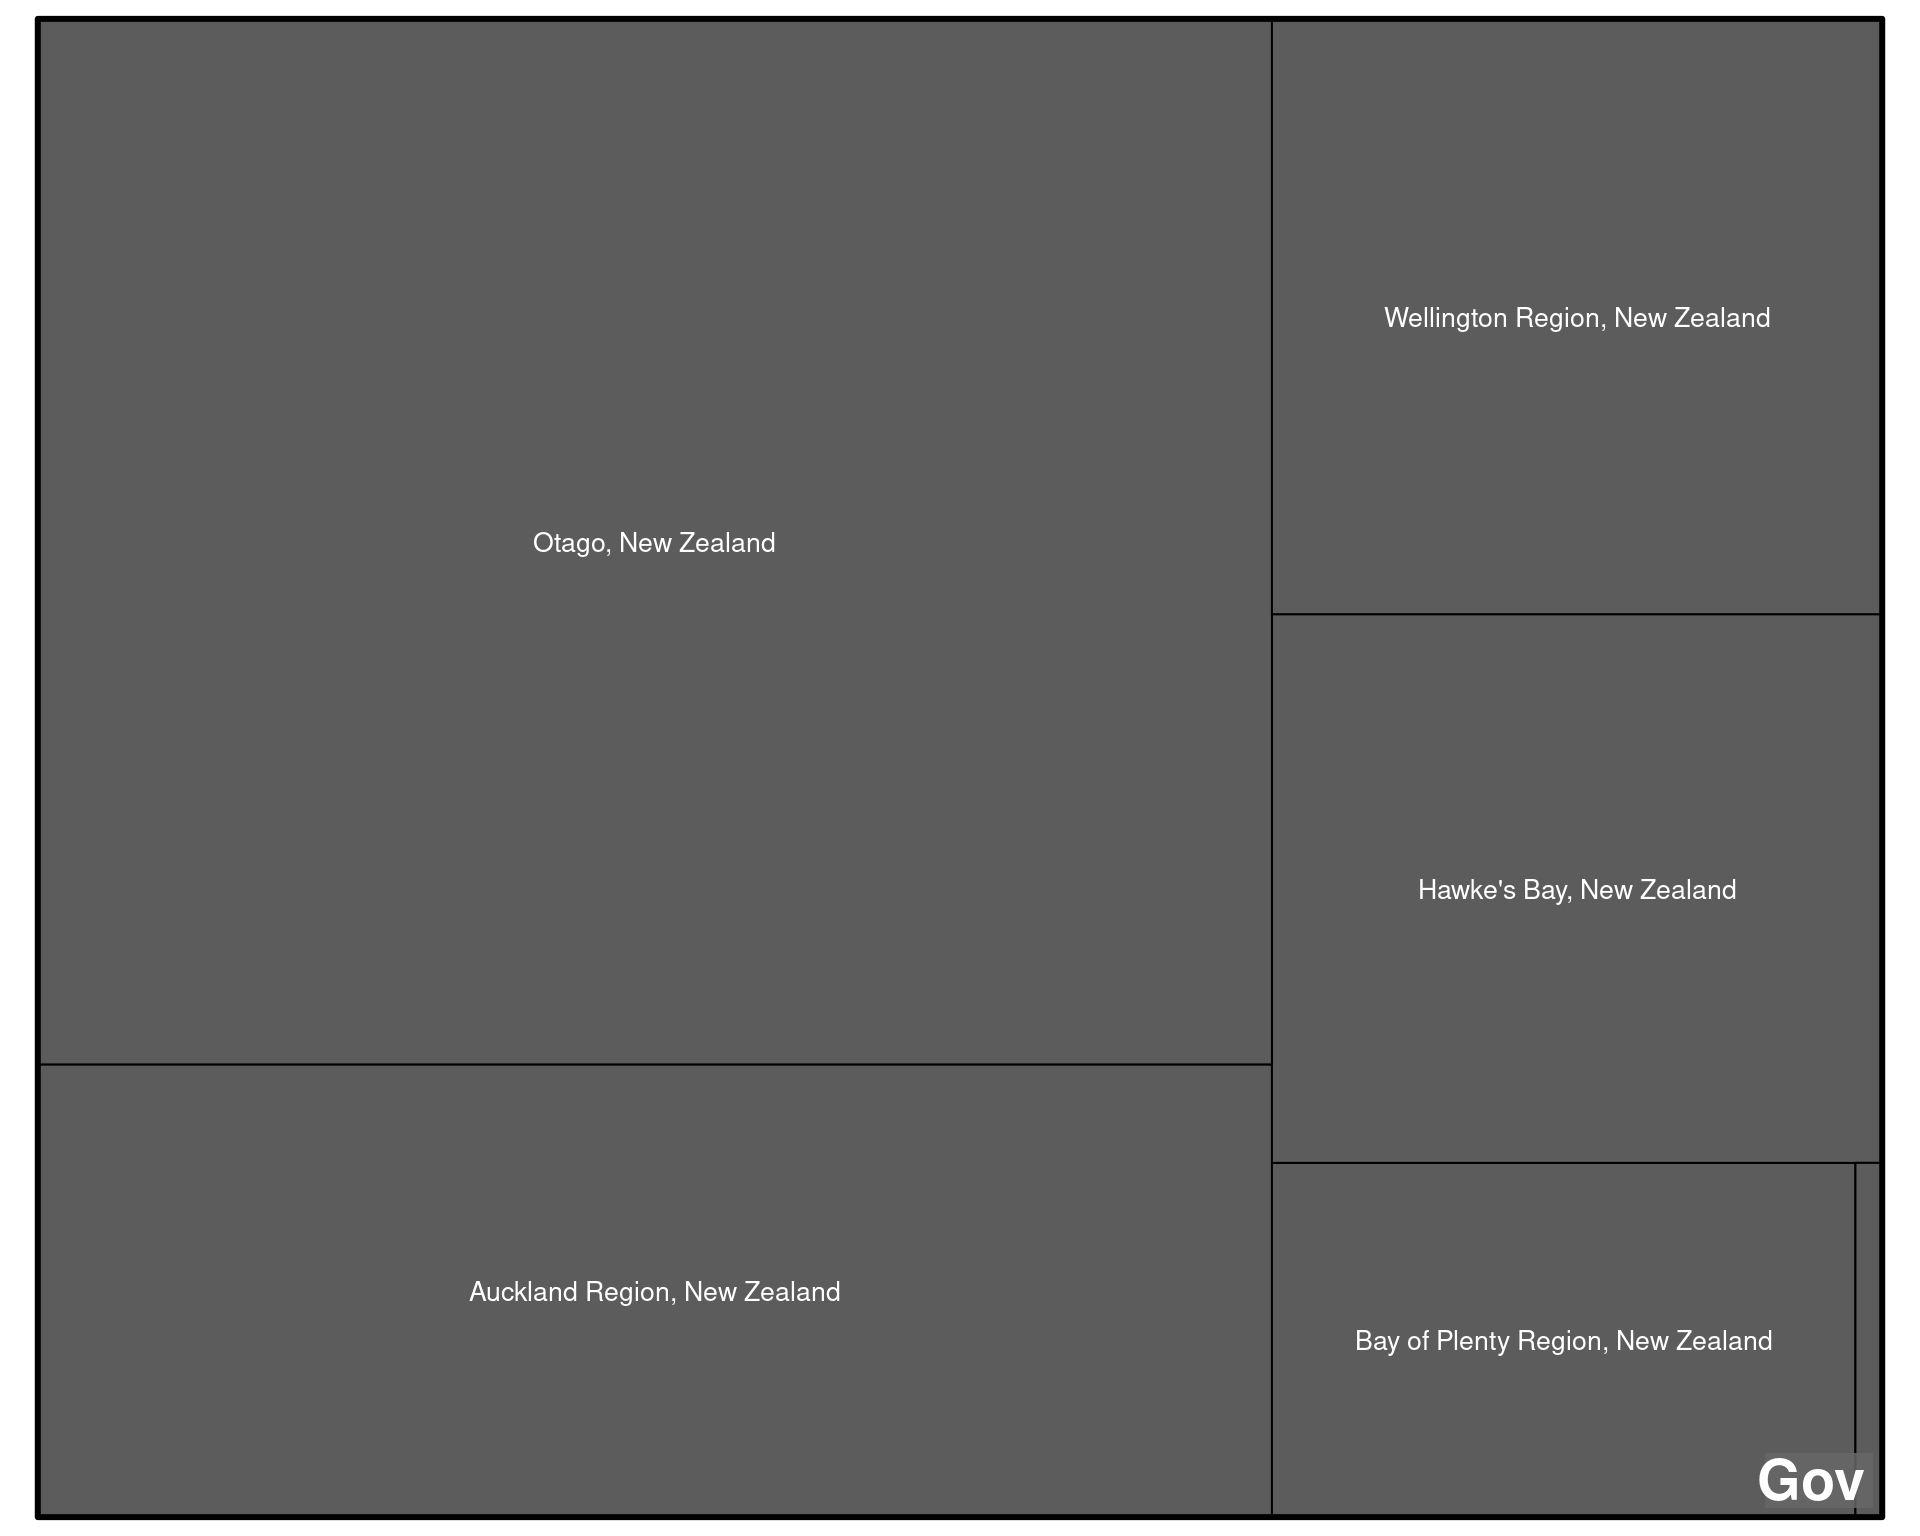 Otago, New Zealand
Wellington Region, New Zealand
Hawke's Bay, New Zealand
Auckland Region, New Zealand
Bay of Plenty Region, New Zealand
Gov